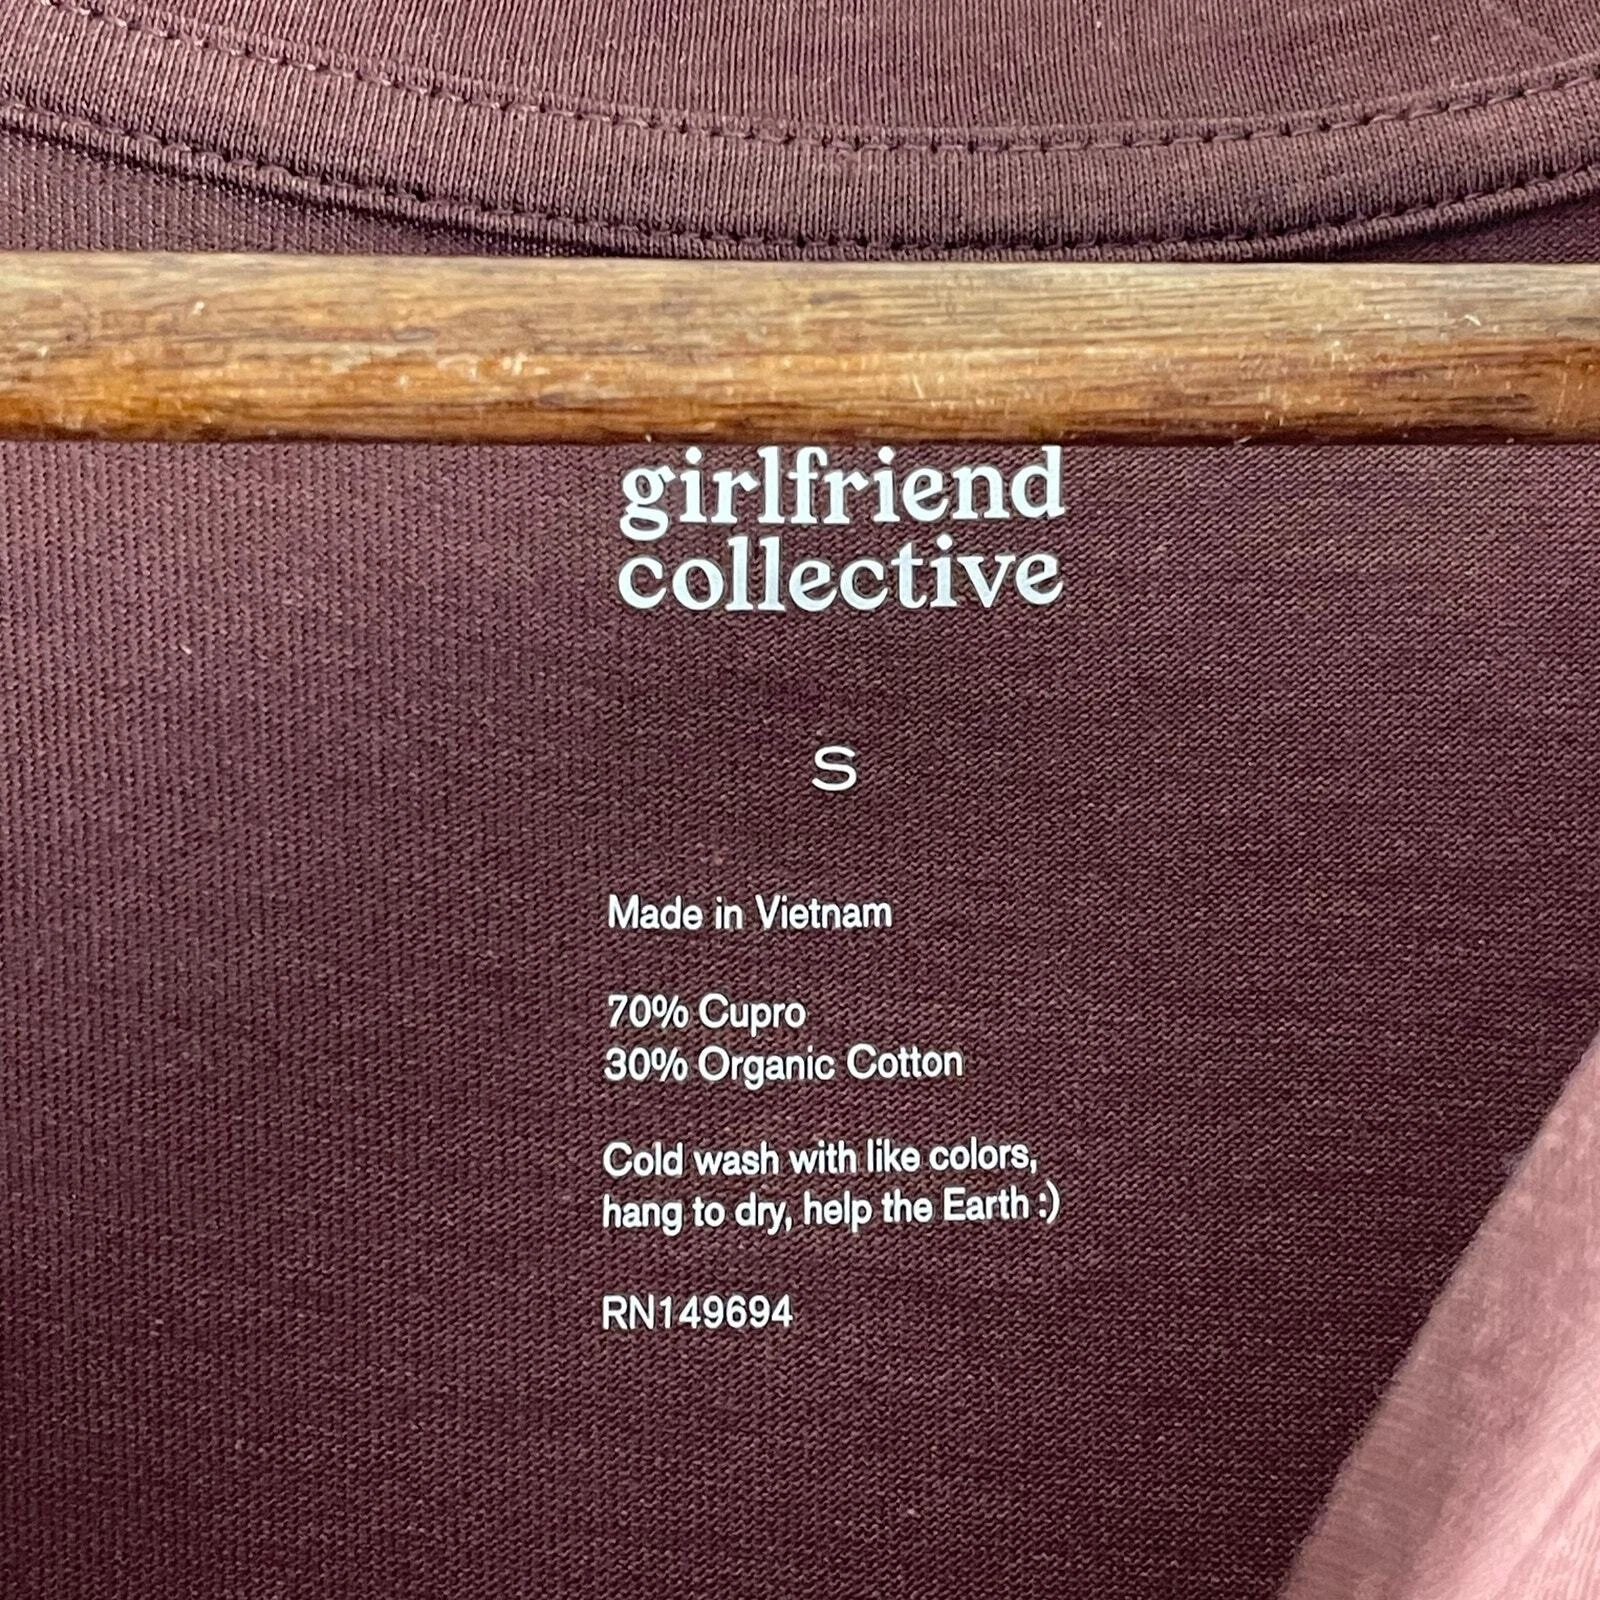 girlfriend
collective
S
Made in Vietnam
70% Cupro
30% Organic Cotton
Cold wash with like colors,
hang to dry, help the Earth :)
RN149694